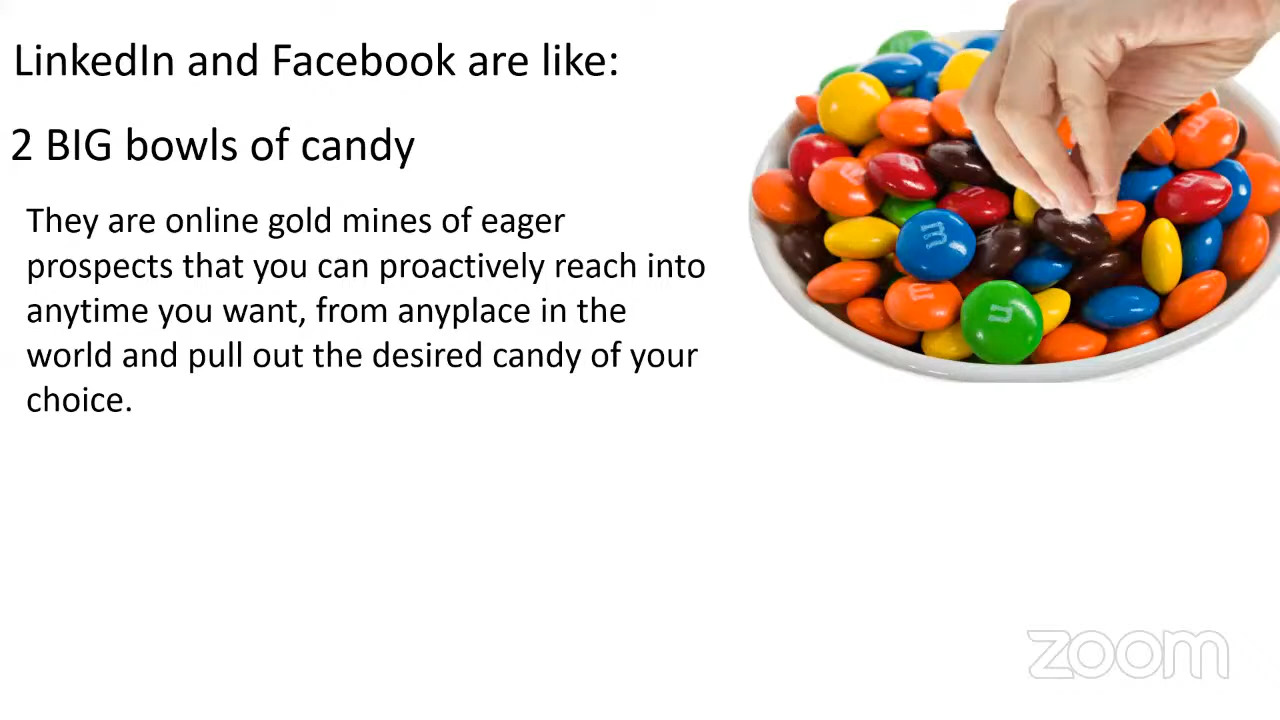 LinkedIn and Facebook are like:
2 BIG bowls of candy
They are online gold mines of eager
prospects that you can proactively reach into
anytime you want, from anyplace in the
world and pull out the desired candy of your
choice.
m
m
m
m
m
zoom